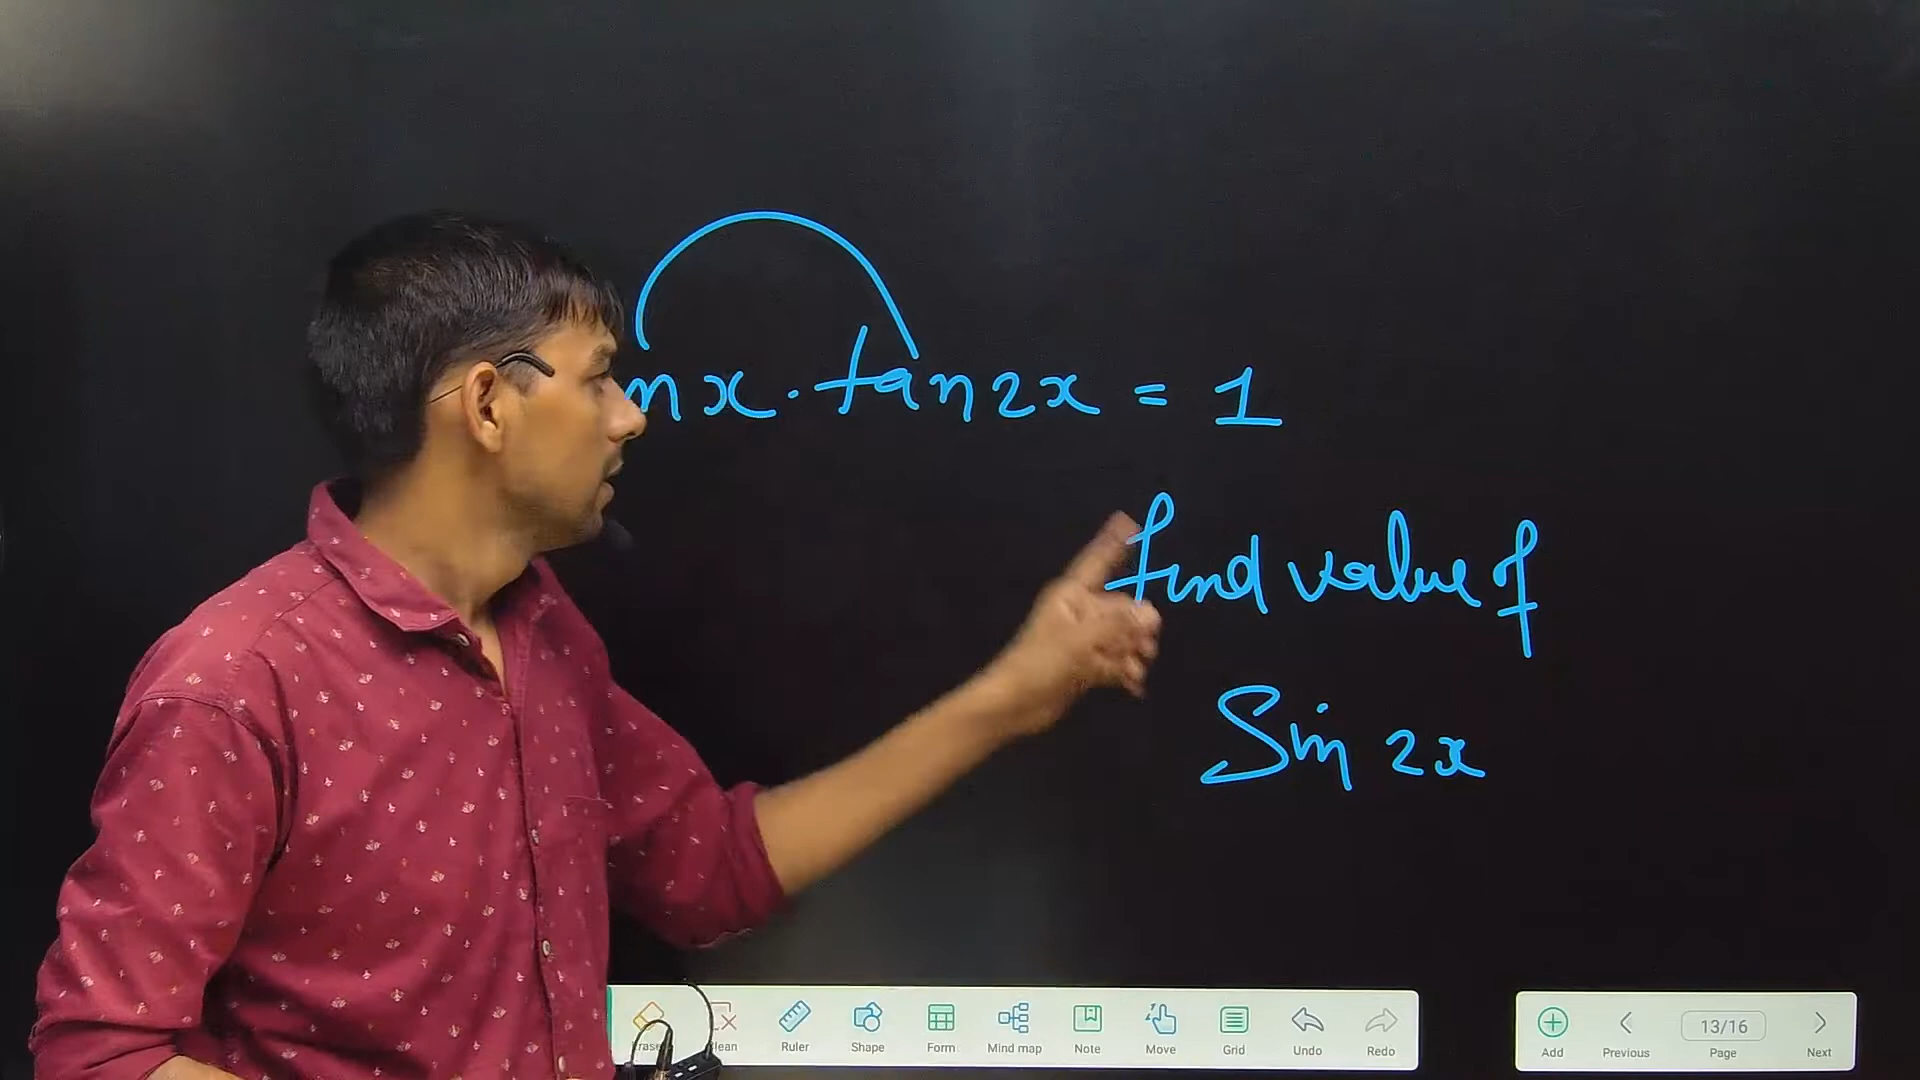 nx . tan2x = 1
find value of
Sin 2x
Clean Ruler Shape Form Mind map Note Move Grid Undo Redo
Add Previous 13/16 Page Next